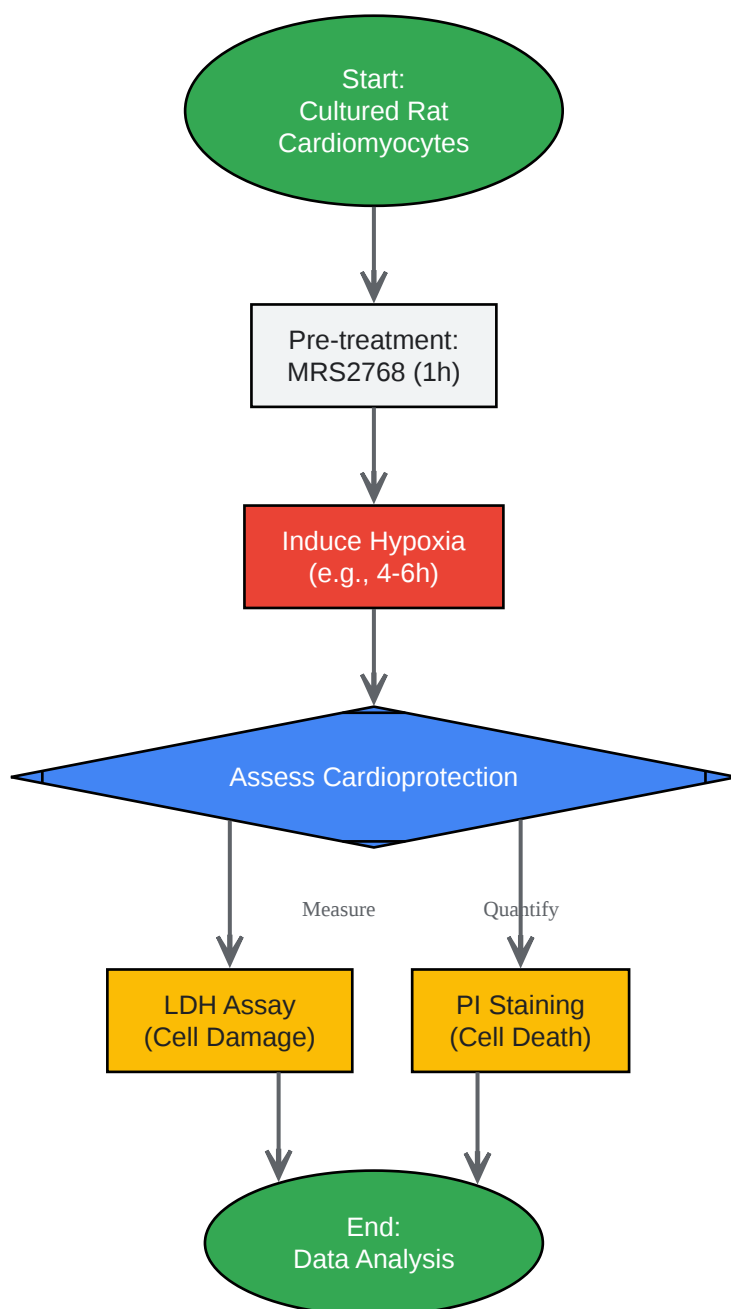 Start:
Cultured Rat
Cardiomyocytes
Pre-treatment:
MRS2768 (1h)
Induce Hypoxia
(e.g., 4-6h)
Assess Cardioprotection
Measure
Quantify
LDH Assay
(Cell Damage)
PI Staining
(Cell Death)
End:
Data Analysis